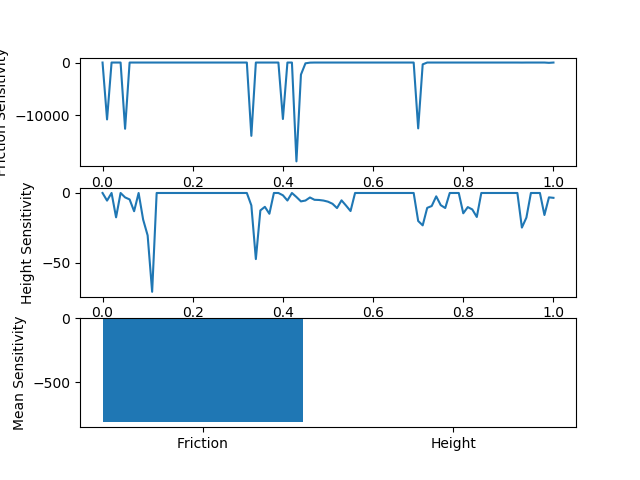 Friction Sensitivity
0
−10000
0.0 0.2 0.4 0.6 0.8 1.0
Height Sensitivity
0
−50
0.0 0.2 0.4 0.6 0.8 1.0
Mean Sensitivity
0
−500
Friction Height